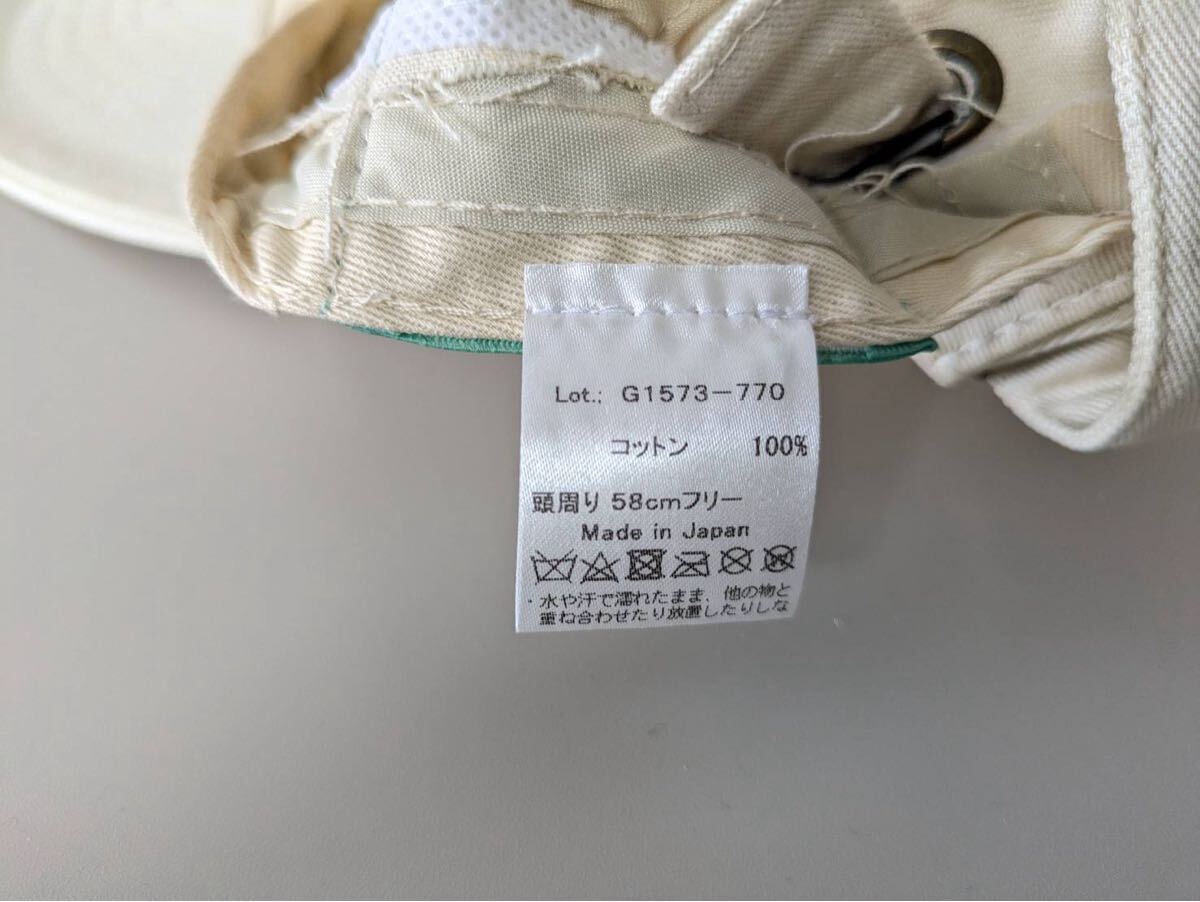 Lot.: G1573-770
コットン 100%
頭周り 58cmフリー
Made in Japan
・水や汗で濡れたまま、他の物と
重ね合わせたり放置したりしな